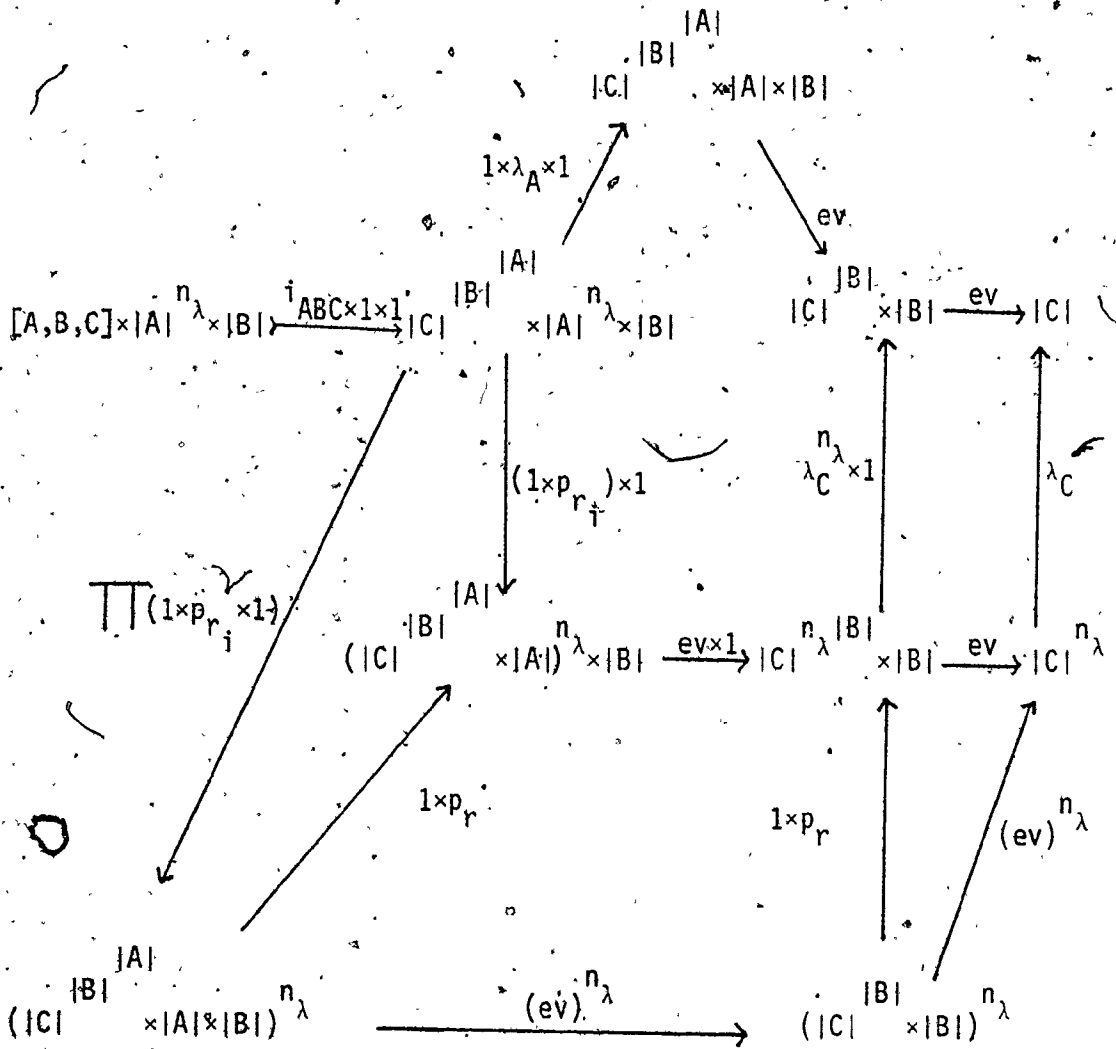 |A|
|B|
|C| ×|A|×|B|
1×λ_A×1
ev
|A|
|B| |B|
[A,B,C]×|A|^{n_λ}×|B| i_{ABC}×1×1 |C| ×|A|^{n_λ}×|B| |C| ×|B| ev |C|
(1×p_{r_i})×1 λ_C^{n_λ}×1 λ_C
∏(1×p_{r_i}×1)
|A|
|B|
(|C| ×|A|)^{n_λ}×|B| ev×1 |C|^{n_λ |B|}×|B| ev |C|^{n_λ}
1×p_r 1×p_r (ev)^{n_λ}
|A|
|B| |B|
(|C| ×|A|×|B|)^{n_λ} (ev)^{n_λ} (|C| ×|B|)^{n_λ}